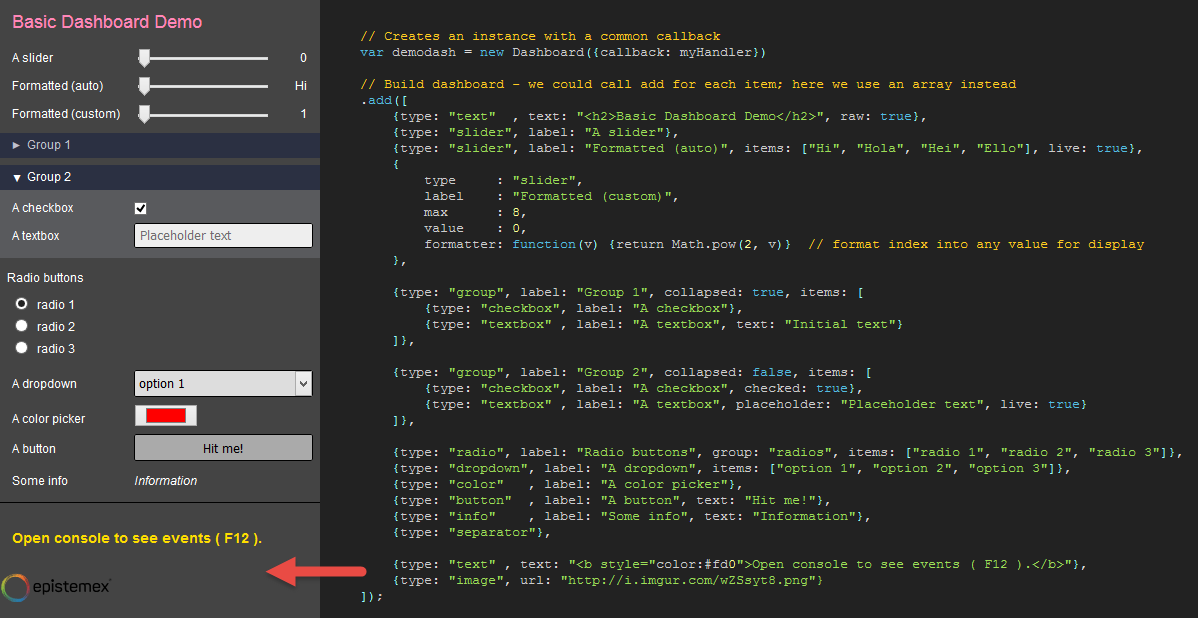 Basic Dashboard Demo
A slider 0
Formatted (auto) Hi
Formatted (custom) 1
▶ Group 1
▼ Group 2
A checkbox
A textbox Placeholder text
Radio buttons
radio 1
radio 2
radio 3
A dropdown option 1
A color picker
A button Hit me!
Some info Information
Open console to see events ( F12 ).
epistemex
// Creates an instance with a common callback
var demodash = new Dashboard({callback: myHandler})
// Build dashboard - we could call add for each item; here we use an array instead
.add([
{type: "text" , text: "<h2>Basic Dashboard Demo</h2>", raw: true},
{type: "slider", label: "A slider"},
{type: "slider", label: "Formatted (auto)", items: ["Hi", "Hola", "Hei", "Ello"], live: true},
{
type : "slider",
label : "Formatted (custom)",
max : 8,
value : 0,
formatter: function(v) {return Math.pow(2, v)} // format index into any value for display
},
{type: "group", label: "Group 1", collapsed: true, items: [
{type: "checkbox", label: "A checkbox"},
{type: "textbox" , label: "A textbox", text: "Initial text"}
]},
{type: "group", label: "Group 2", collapsed: false, items: [
{type: "checkbox", label: "A checkbox", checked: true},
{type: "textbox" , label: "A textbox", placeholder: "Placeholder text", live: true}
]},
{type: "radio", label: "Radio buttons", group: "radios", items: ["radio 1", "radio 2", "radio 3"]},
{type: "dropdown", label: "A dropdown", items: ["option 1", "option 2", "option 3"]},
{type: "color" , label: "A color picker"},
{type: "button" , label: "A button", text: "Hit me!"},
{type: "info" , label: "Some info", text: "Information"},
{type: "separator"},
{type: "text" , text: "<b style="color:#fd0">Open console to see events ( F12 ).</b>"},
{type: "image", url: "http://i.imgur.com/wZSsyt8.png"}
]);